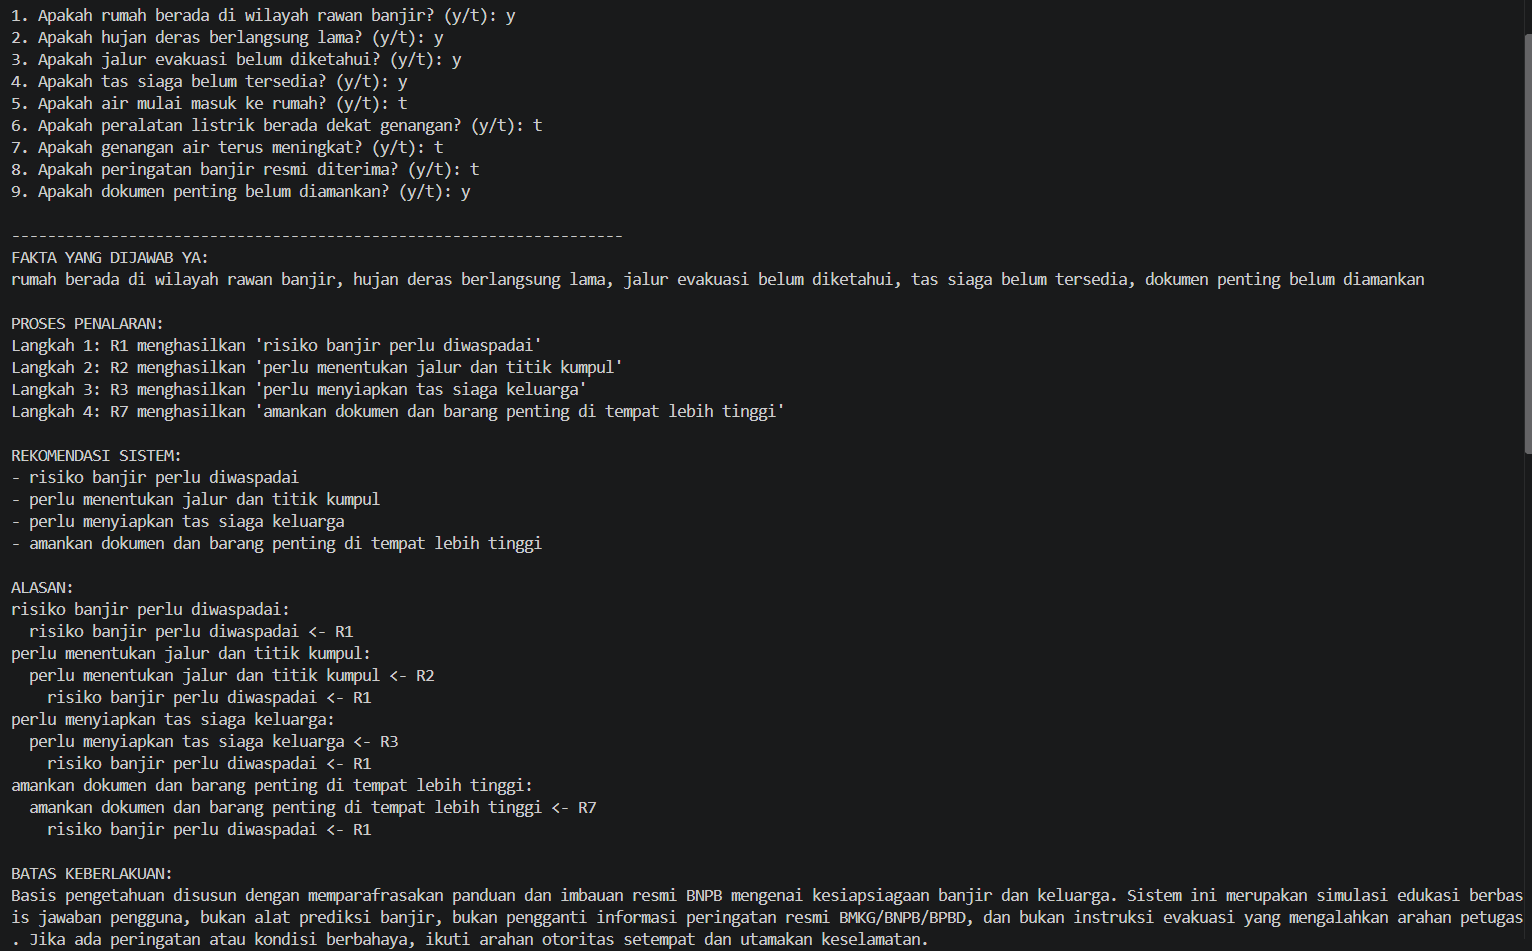 1. Apakah rumah berada di wilayah rawan banjir? (y/t): y
2. Apakah hujan deras berlangsung lama? (y/t): y
3. Apakah jalur evakuasi belum diketahui? (y/t): y
4. Apakah tas siaga belum tersedia? (y/t): y
5. Apakah air mulai masuk ke rumah? (y/t): t
6. Apakah peralatan listrik berada dekat genangan? (y/t): t
7. Apakah genangan air terus meningkat? (y/t): t
8. Apakah peringatan banjir resmi diterima? (y/t): t
9. Apakah dokumen penting belum diamankan? (y/t): y
--------------------------------------------------------------------
FAKTA YANG DIJAWAB YA:
rumah berada di wilayah rawan banjir, hujan deras berlangsung lama, jalur evakuasi belum diketahui, tas siaga belum tersedia, dokumen penting belum diamankan
PROSES PENALARAN:
Langkah 1: R1 menghasilkan 'risiko banjir perlu diwaspadai'
Langkah 2: R2 menghasilkan 'perlu menentukan jalur dan titik kumpul'
Langkah 3: R3 menghasilkan 'perlu menyiapkan tas siaga keluarga'
Langkah 4: R7 menghasilkan 'amankan dokumen dan barang penting di tempat lebih tinggi'
REKOMENDASI SISTEM:
- risiko banjir perlu diwaspadai
- perlu menentukan jalur dan titik kumpul
- perlu menyiapkan tas siaga keluarga
- amankan dokumen dan barang penting di tempat lebih tinggi
ALASAN:
risiko banjir perlu diwaspadai:
  risiko banjir perlu diwaspadai <- R1
perlu menentukan jalur dan titik kumpul:
  perlu menentukan jalur dan titik kumpul <- R2
    risiko banjir perlu diwaspadai <- R1
perlu menyiapkan tas siaga keluarga:
  perlu menyiapkan tas siaga keluarga <- R3
    risiko banjir perlu diwaspadai <- R1
amankan dokumen dan barang penting di tempat lebih tinggi:
  amankan dokumen dan barang penting di tempat lebih tinggi <- R7
    risiko banjir perlu diwaspadai <- R1
BATAS KEBERLAKUAN:
Basis pengetahuan disusun dengan memparafrasakan panduan dan imbauan resmi BNPB mengenai kesiapsiagaan banjir dan keluarga. Sistem ini merupakan simulasi edukasi berbas
is jawaban pengguna, bukan alat prediksi banjir, bukan pengganti informasi peringatan resmi BMKG/BNPB/BPBD, dan bukan instruksi evakuasi yang mengalahkan arahan petugas
. Jika ada peringatan atau kondisi berbahaya, ikuti arahan otoritas setempat dan utamakan keselamatan.